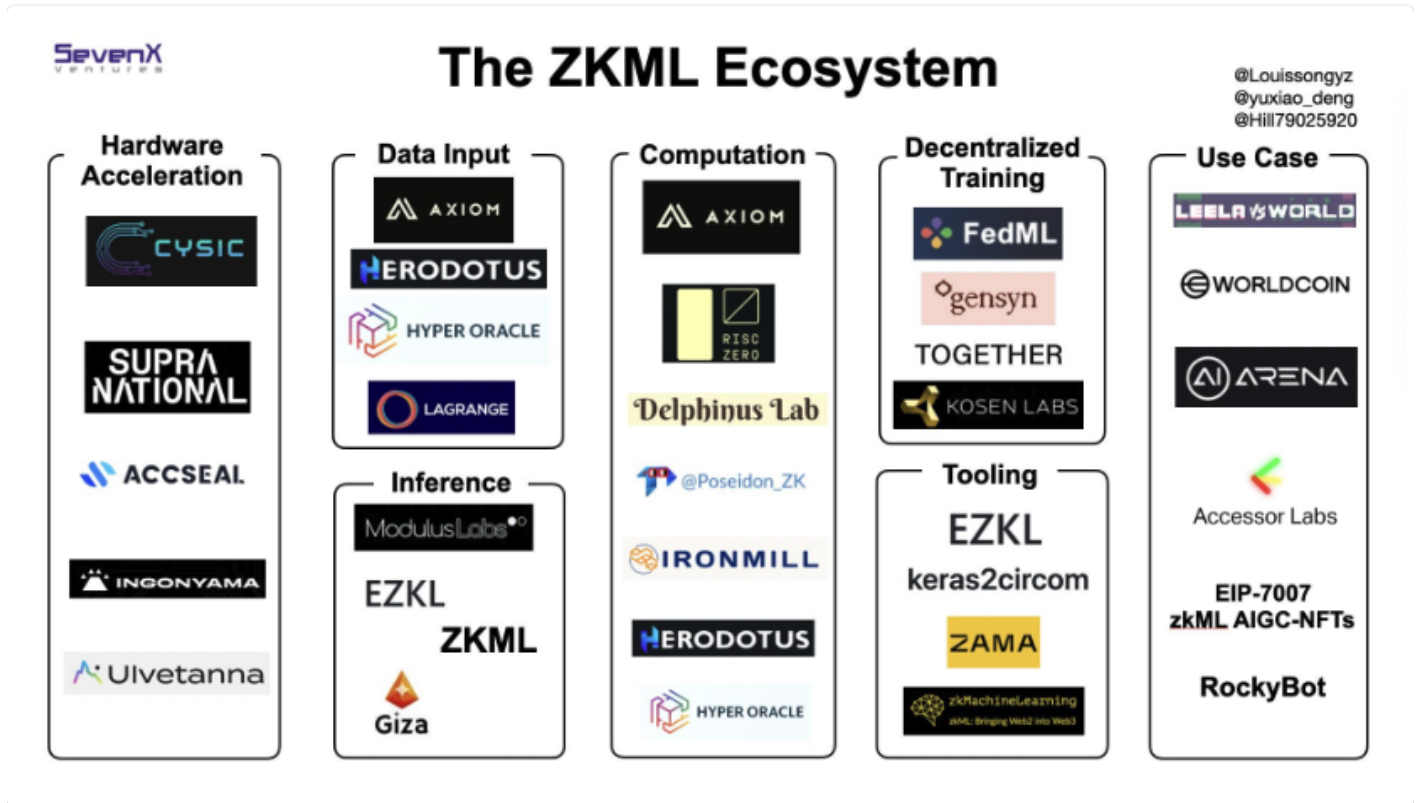 SevenX
Ventures
The ZKML Ecosystem
@Louissongyz
@yuxiao_deng
@Hill79025920
Hardware
Acceleration
CYSIC
SUPRA
NATIONAL
ACCSEAL
INGONYAMA
Ulvetanna
Data Input
AXIOM
HERODOTUS
HYPER ORACLE
LAGRANGE
Inference
ModulusLabs
EZKL
ZKML
Giza
Computation
AXIOM
RISC
ZERO
Delphinus Lab
@Poseidon_ZK
IRONMILL
HERODOTUS
HYPER ORACLE
Decentralized
Training
FedML
gensyn
TOGETHER
KOSEN LABS
Tooling
EZKL
keras2circom
ZAMA
zkMachineLearning
zkML: Bringing Web2 into Web3
Use Case
LEELA VS WORLD
WORLDCOIN
AI ARENA
Accessor Labs
EIP-7007
zkML AIGC-NFTs
RockyBot